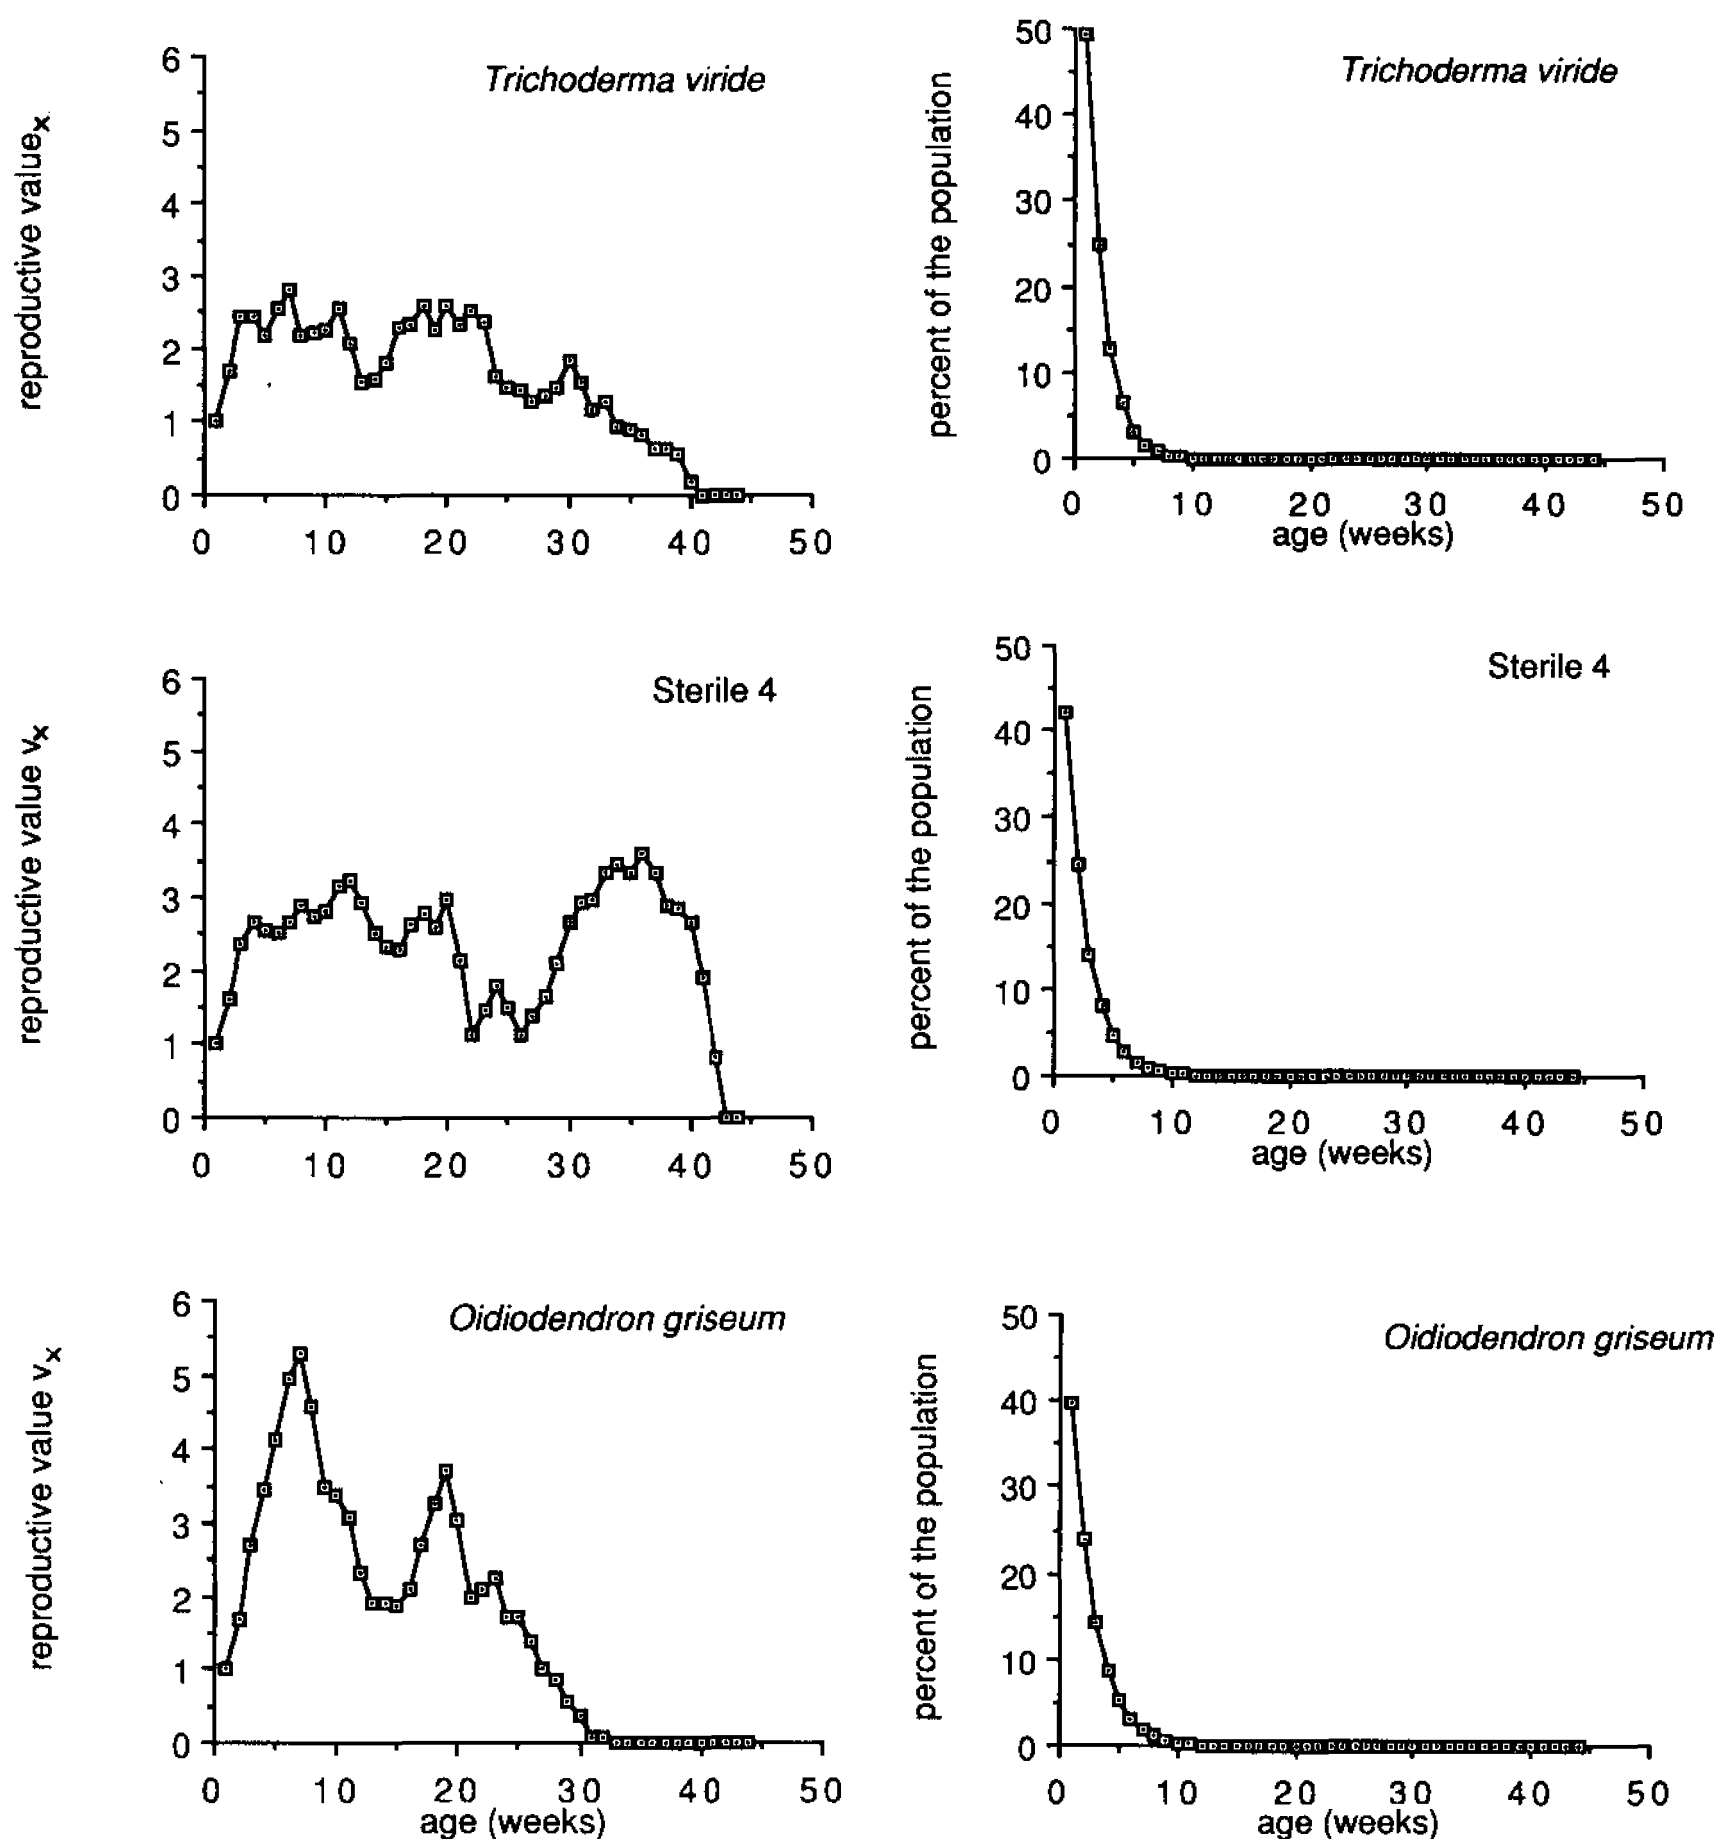 Trichoderma viride
reproductive valuex
6
5
4
3
2
1
0
0 10 20 30 40 50
Trichoderma viride
percent of the population
50
40
30
20
10
0
0 10 20 30 40 50
age (weeks)
Sterile 4
reproductive value vx
6
5
4
3
2
1
0
0 10 20 30 40 50
Sterile 4
percent of the population
50
40
30
20
10
0
0 10 20 30 40 50
age (weeks)
Oidiodendron griseum
reproductive value vx
6
5
4
3
2
1
0
0 10 20 30 40 50
age (weeks)
Oidiodendron griseum
percent of the population
50
40
30
20
10
0
0 10 20 30 40 50
age (weeks)